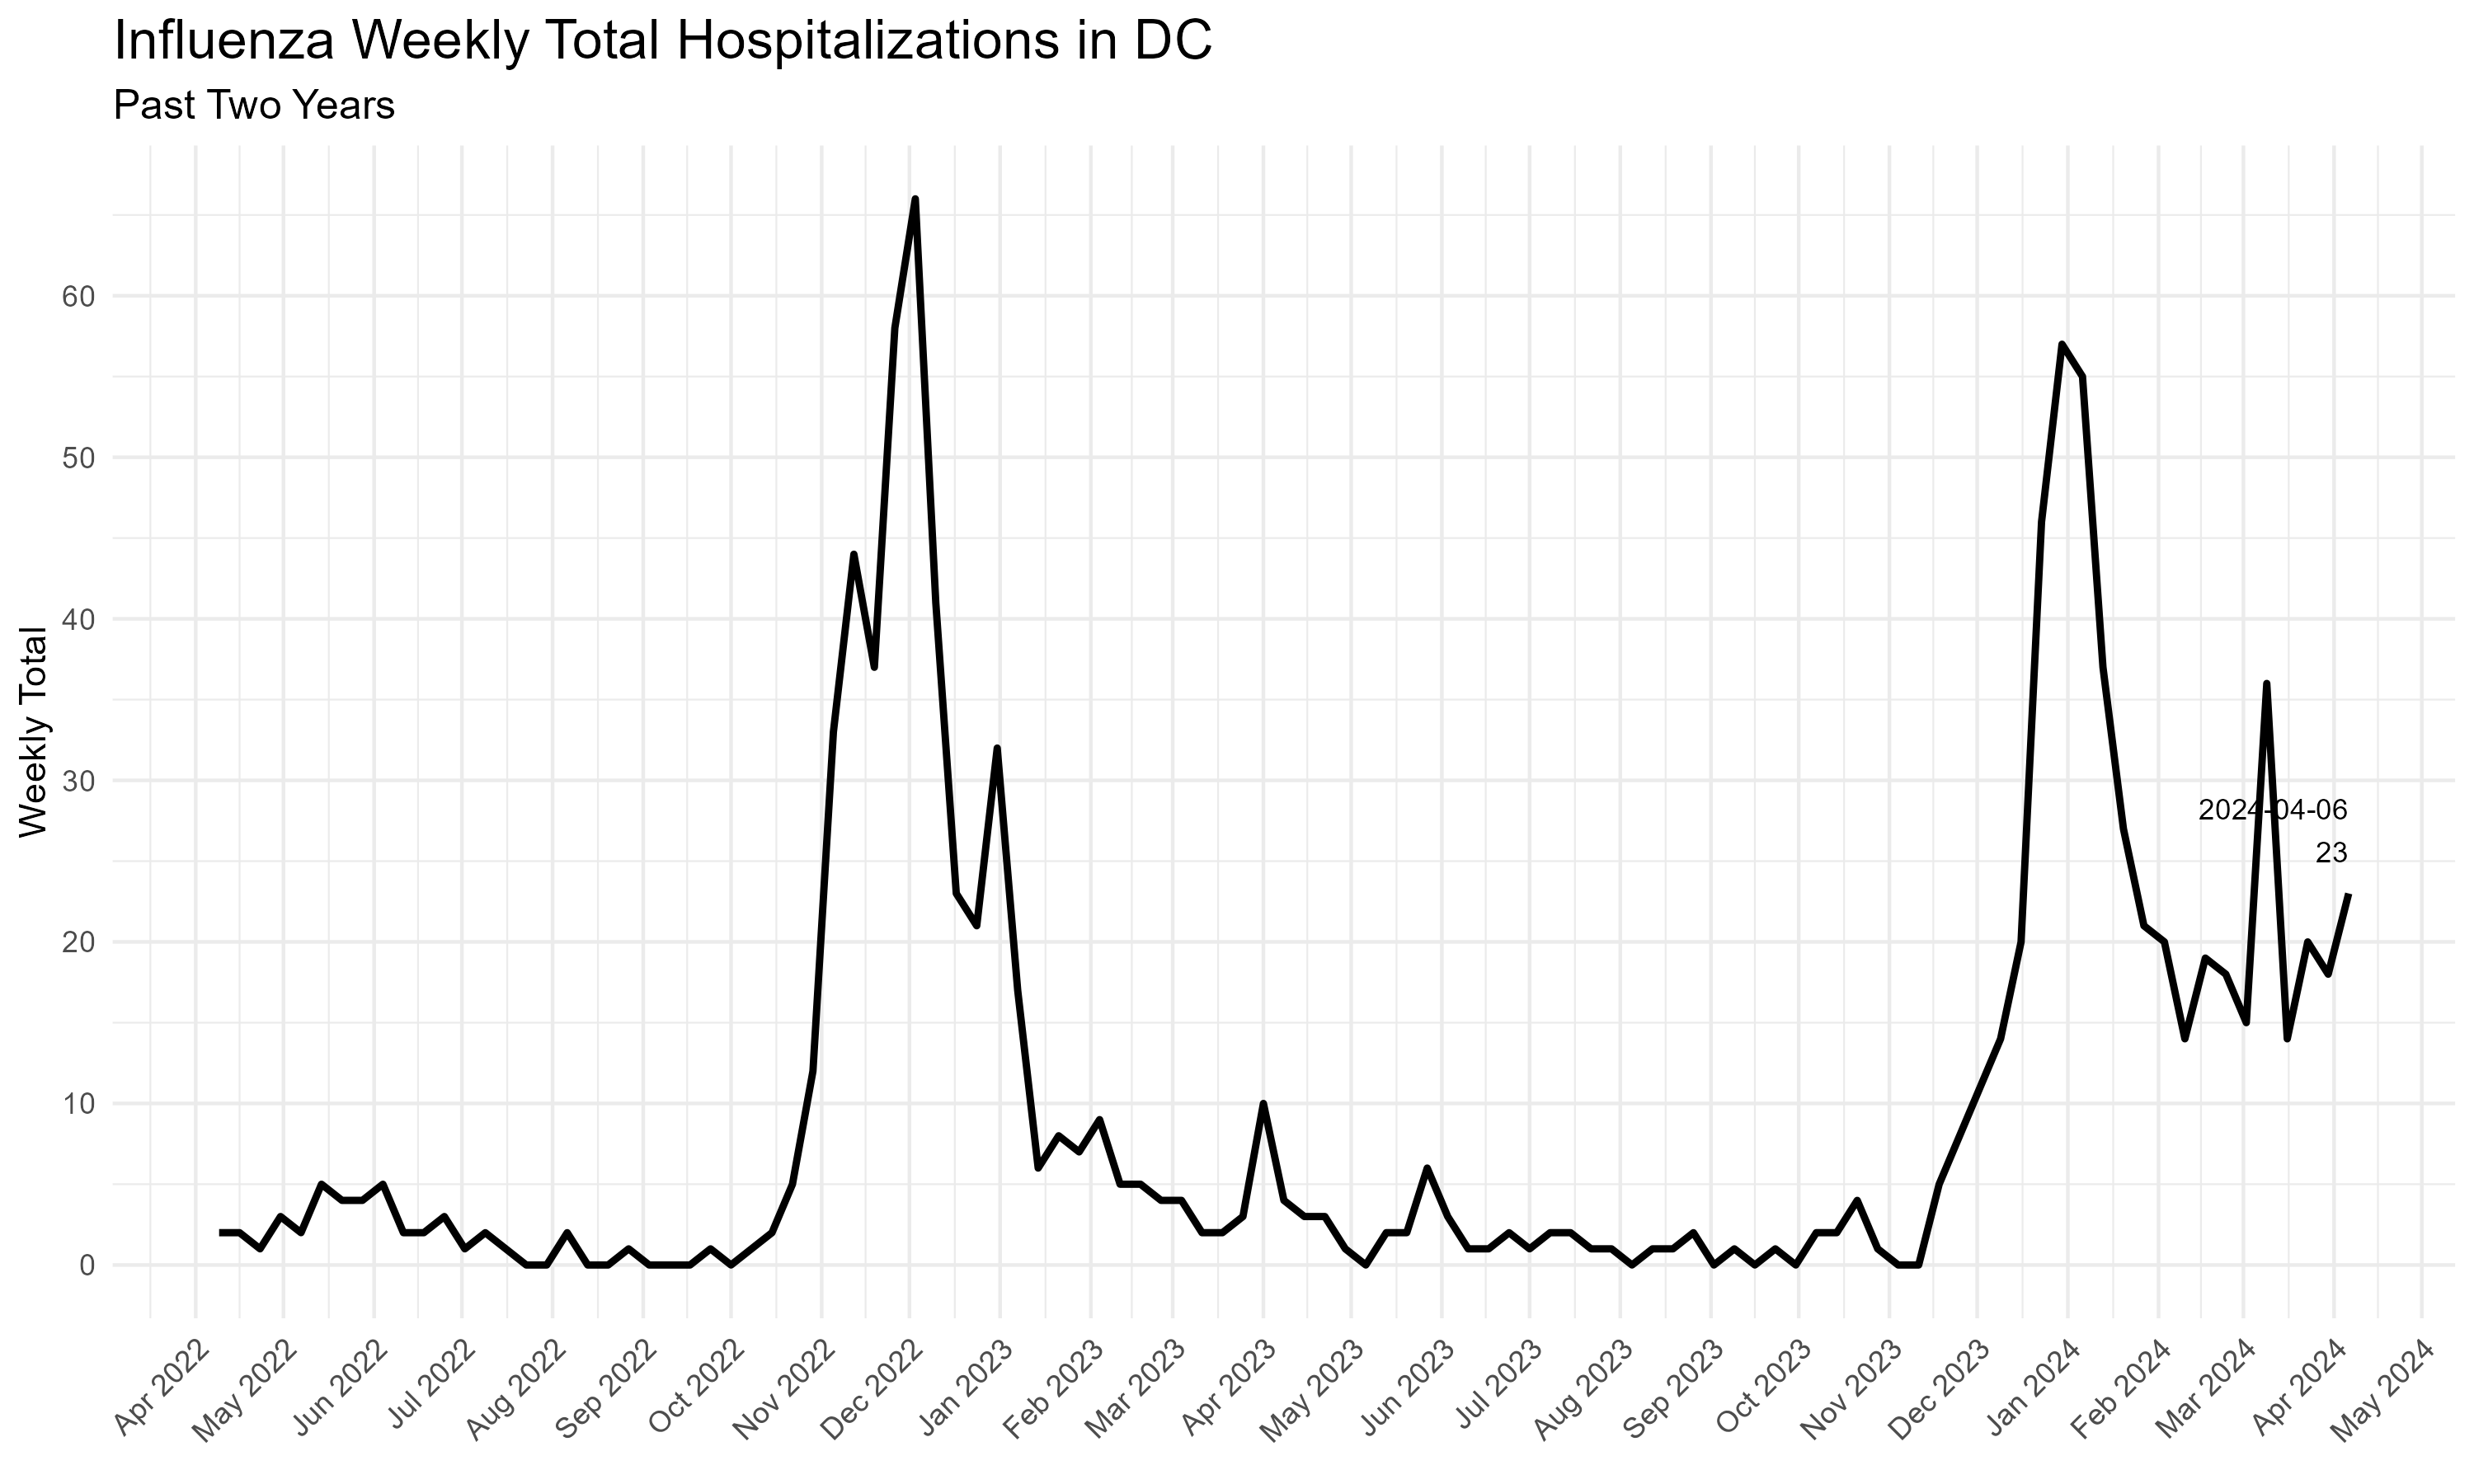 Influenza Weekly Total Hospitalizations in DC
Past Two Years
Weekly Total
60
50
40
30
20
10
0
2024-04-06
23
Apr 2022
May 2022
Jun 2022
Jul 2022
Aug 2022
Sep 2022
Oct 2022
Nov 2022
Dec 2022
Jan 2023
Feb 2023
Mar 2023
Apr 2023
May 2023
Jun 2023
Jul 2023
Aug 2023
Sep 2023
Oct 2023
Nov 2023
Dec 2023
Jan 2024
Feb 2024
Mar 2024
Apr 2024
May 2024